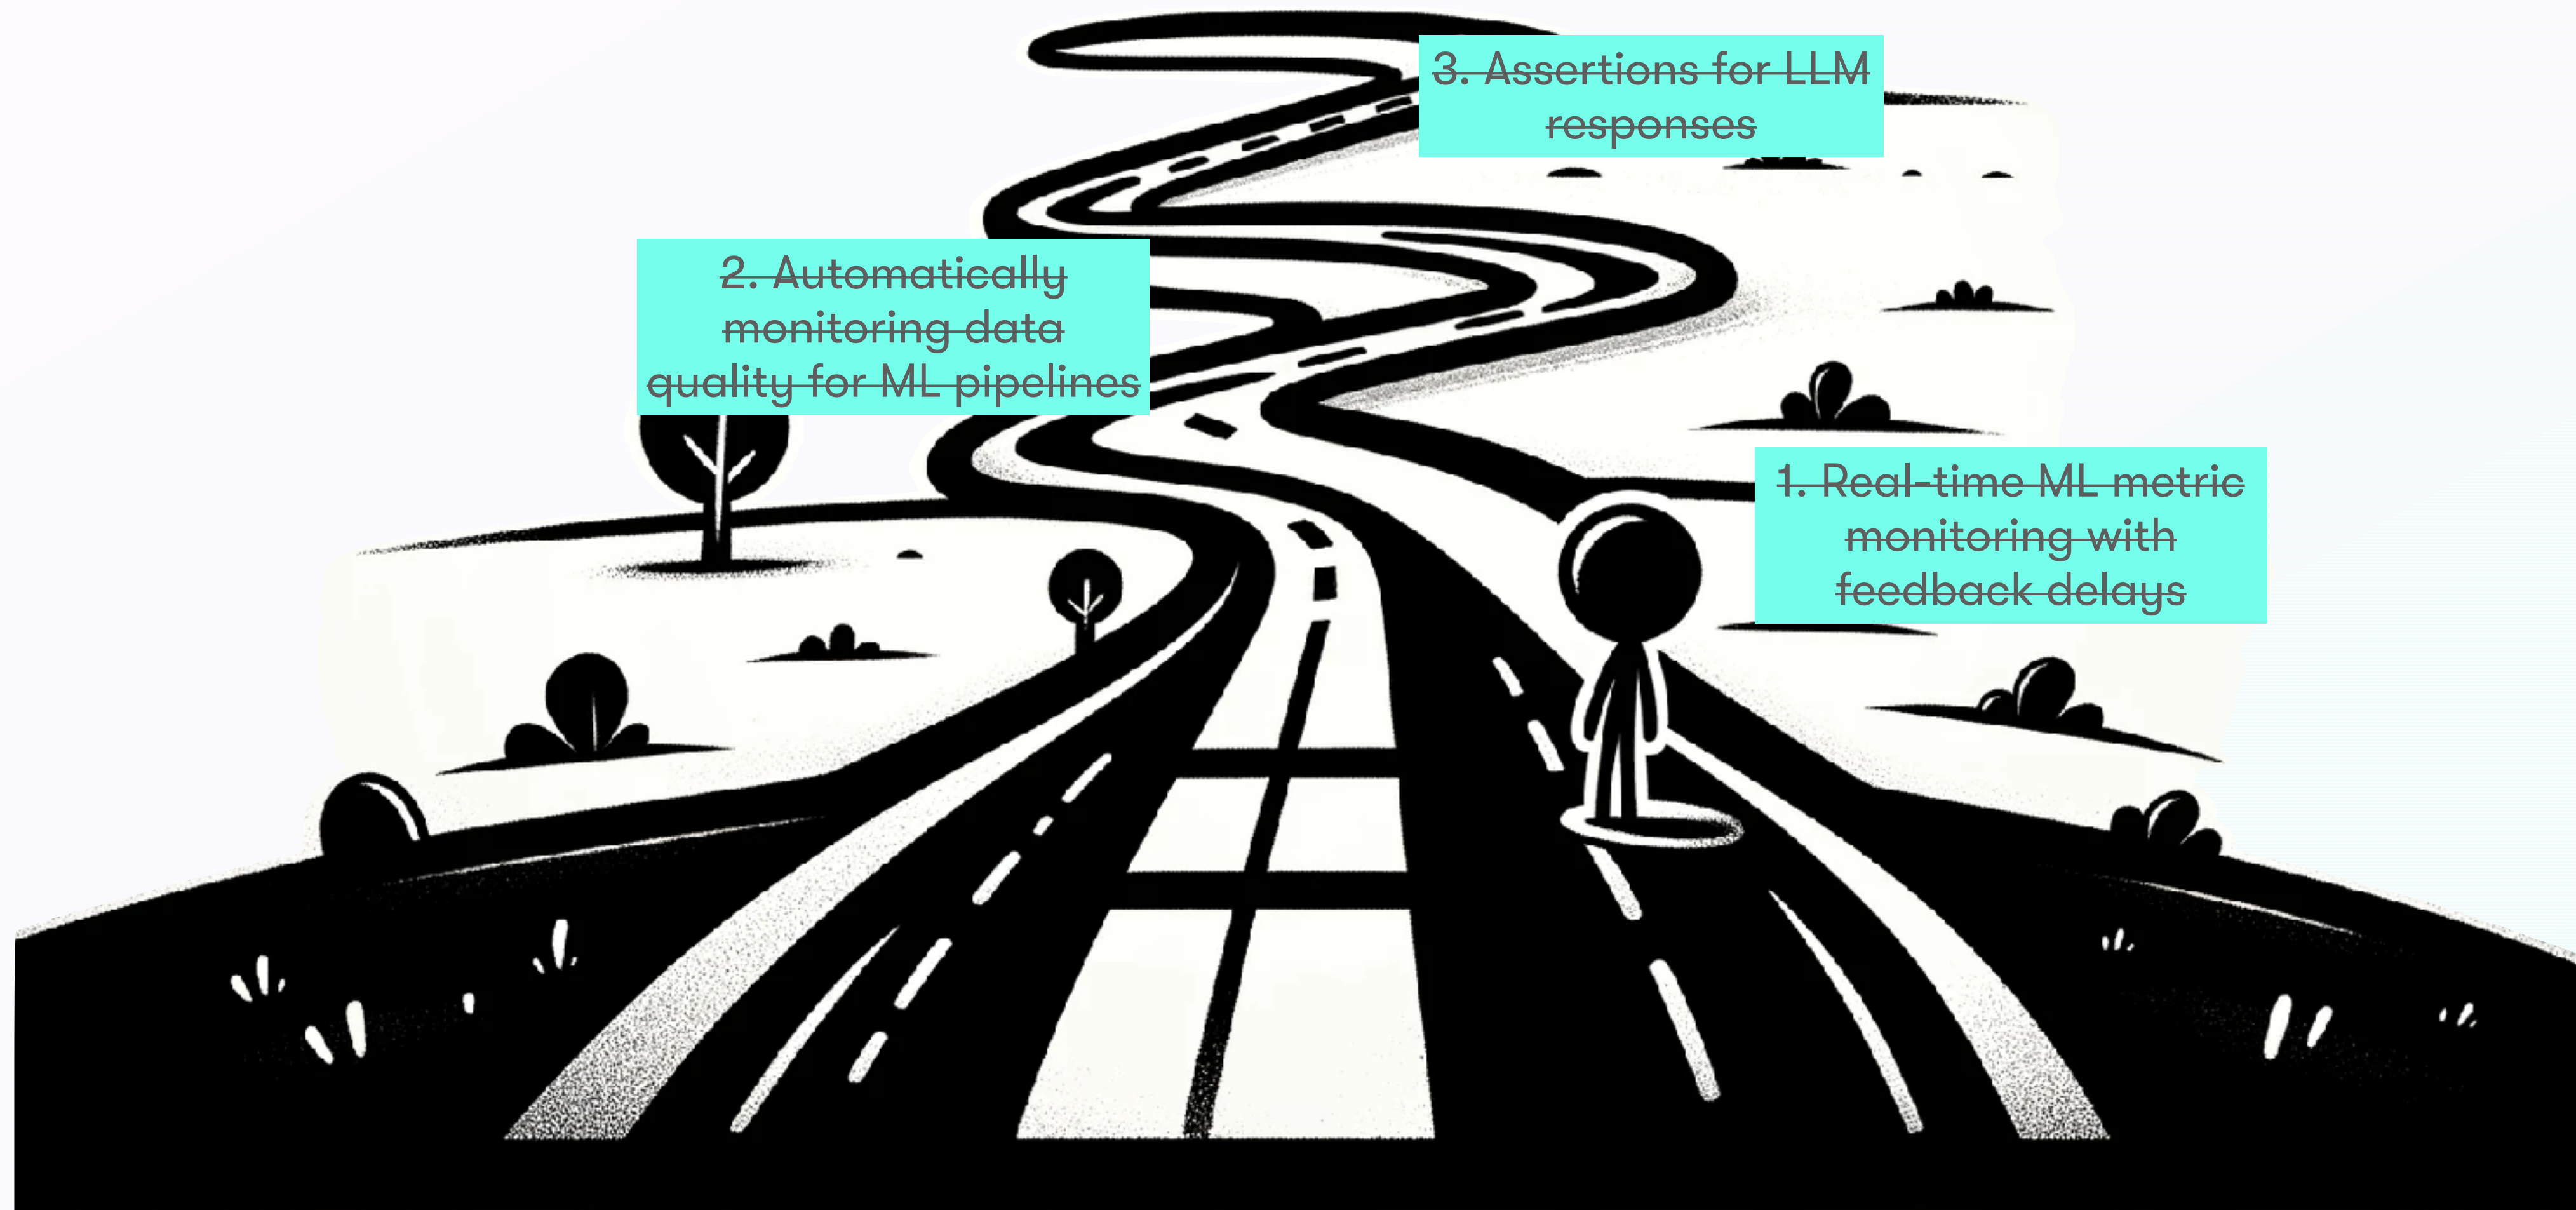 3. Assertions for LLM
responses
2. Automatically
monitoring data
quality for ML pipelines
1. Real-time ML metric
monitoring with
feedback delays